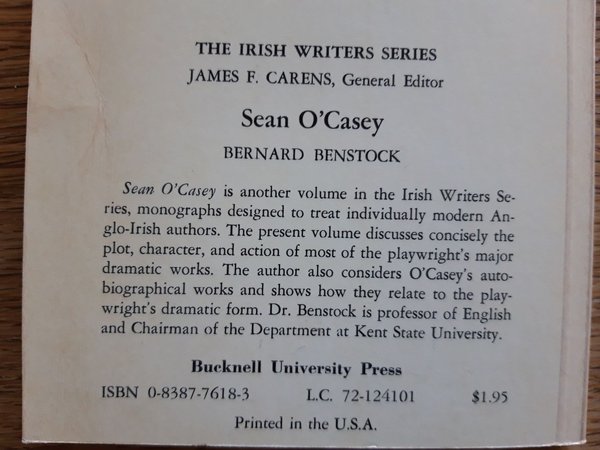 THE IRISH WRITERS SERIES
JAMES F. CARENS, General Editor
Sean O'Casey
BERNARD BENSTOCK
Sean O'Casey is another volume in the Irish Writers Se-
ries, monographs designed to treat individually modern An-
glo-Irish authors. The present volume discusses concisely the
plot, character, and action of most of the playwright's major
dramatic works. The author also considers O'Casey's auto-
biographical works and shows how they relate to the play-
wright's dramatic form. Dr. Benstock is professor of English
and Chairman of the Department at Kent State University.
Bucknell University Press
ISBN 0-8387-7618-3 L.C. 72-124101 $1.95
Printed in the U.S.A.